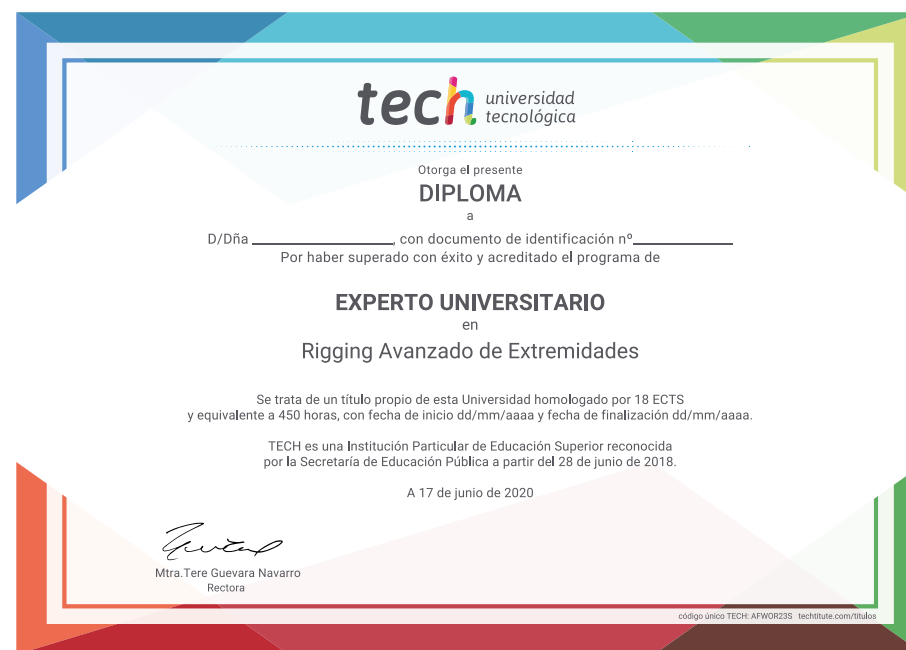 tech universidad
tecnológica
Otorga el presente
DIPLOMA
a
D/Dña , con documento de identificación nº
Por haber superado con éxito y acreditado el programa de
EXPERTO UNIVERSITARIO
en
Rigging Avanzado de Extremidades
Se trata de un título propio de esta Universidad homologado por 18 ECTS
y equivalente a 450 horas, con fecha de inicio dd/mm/aaaa y fecha de finalización dd/mm/aaaa.
TECH es una Institución Particular de Educación Superior reconocida
por la Secretaría de Educación Pública a partir del 28 de junio de 2018.
A 17 de junio de 2020
Mtra.Tere Guevara Navarro
Rectora
código único TECH: AFWOR23S techtitute.com/titulos